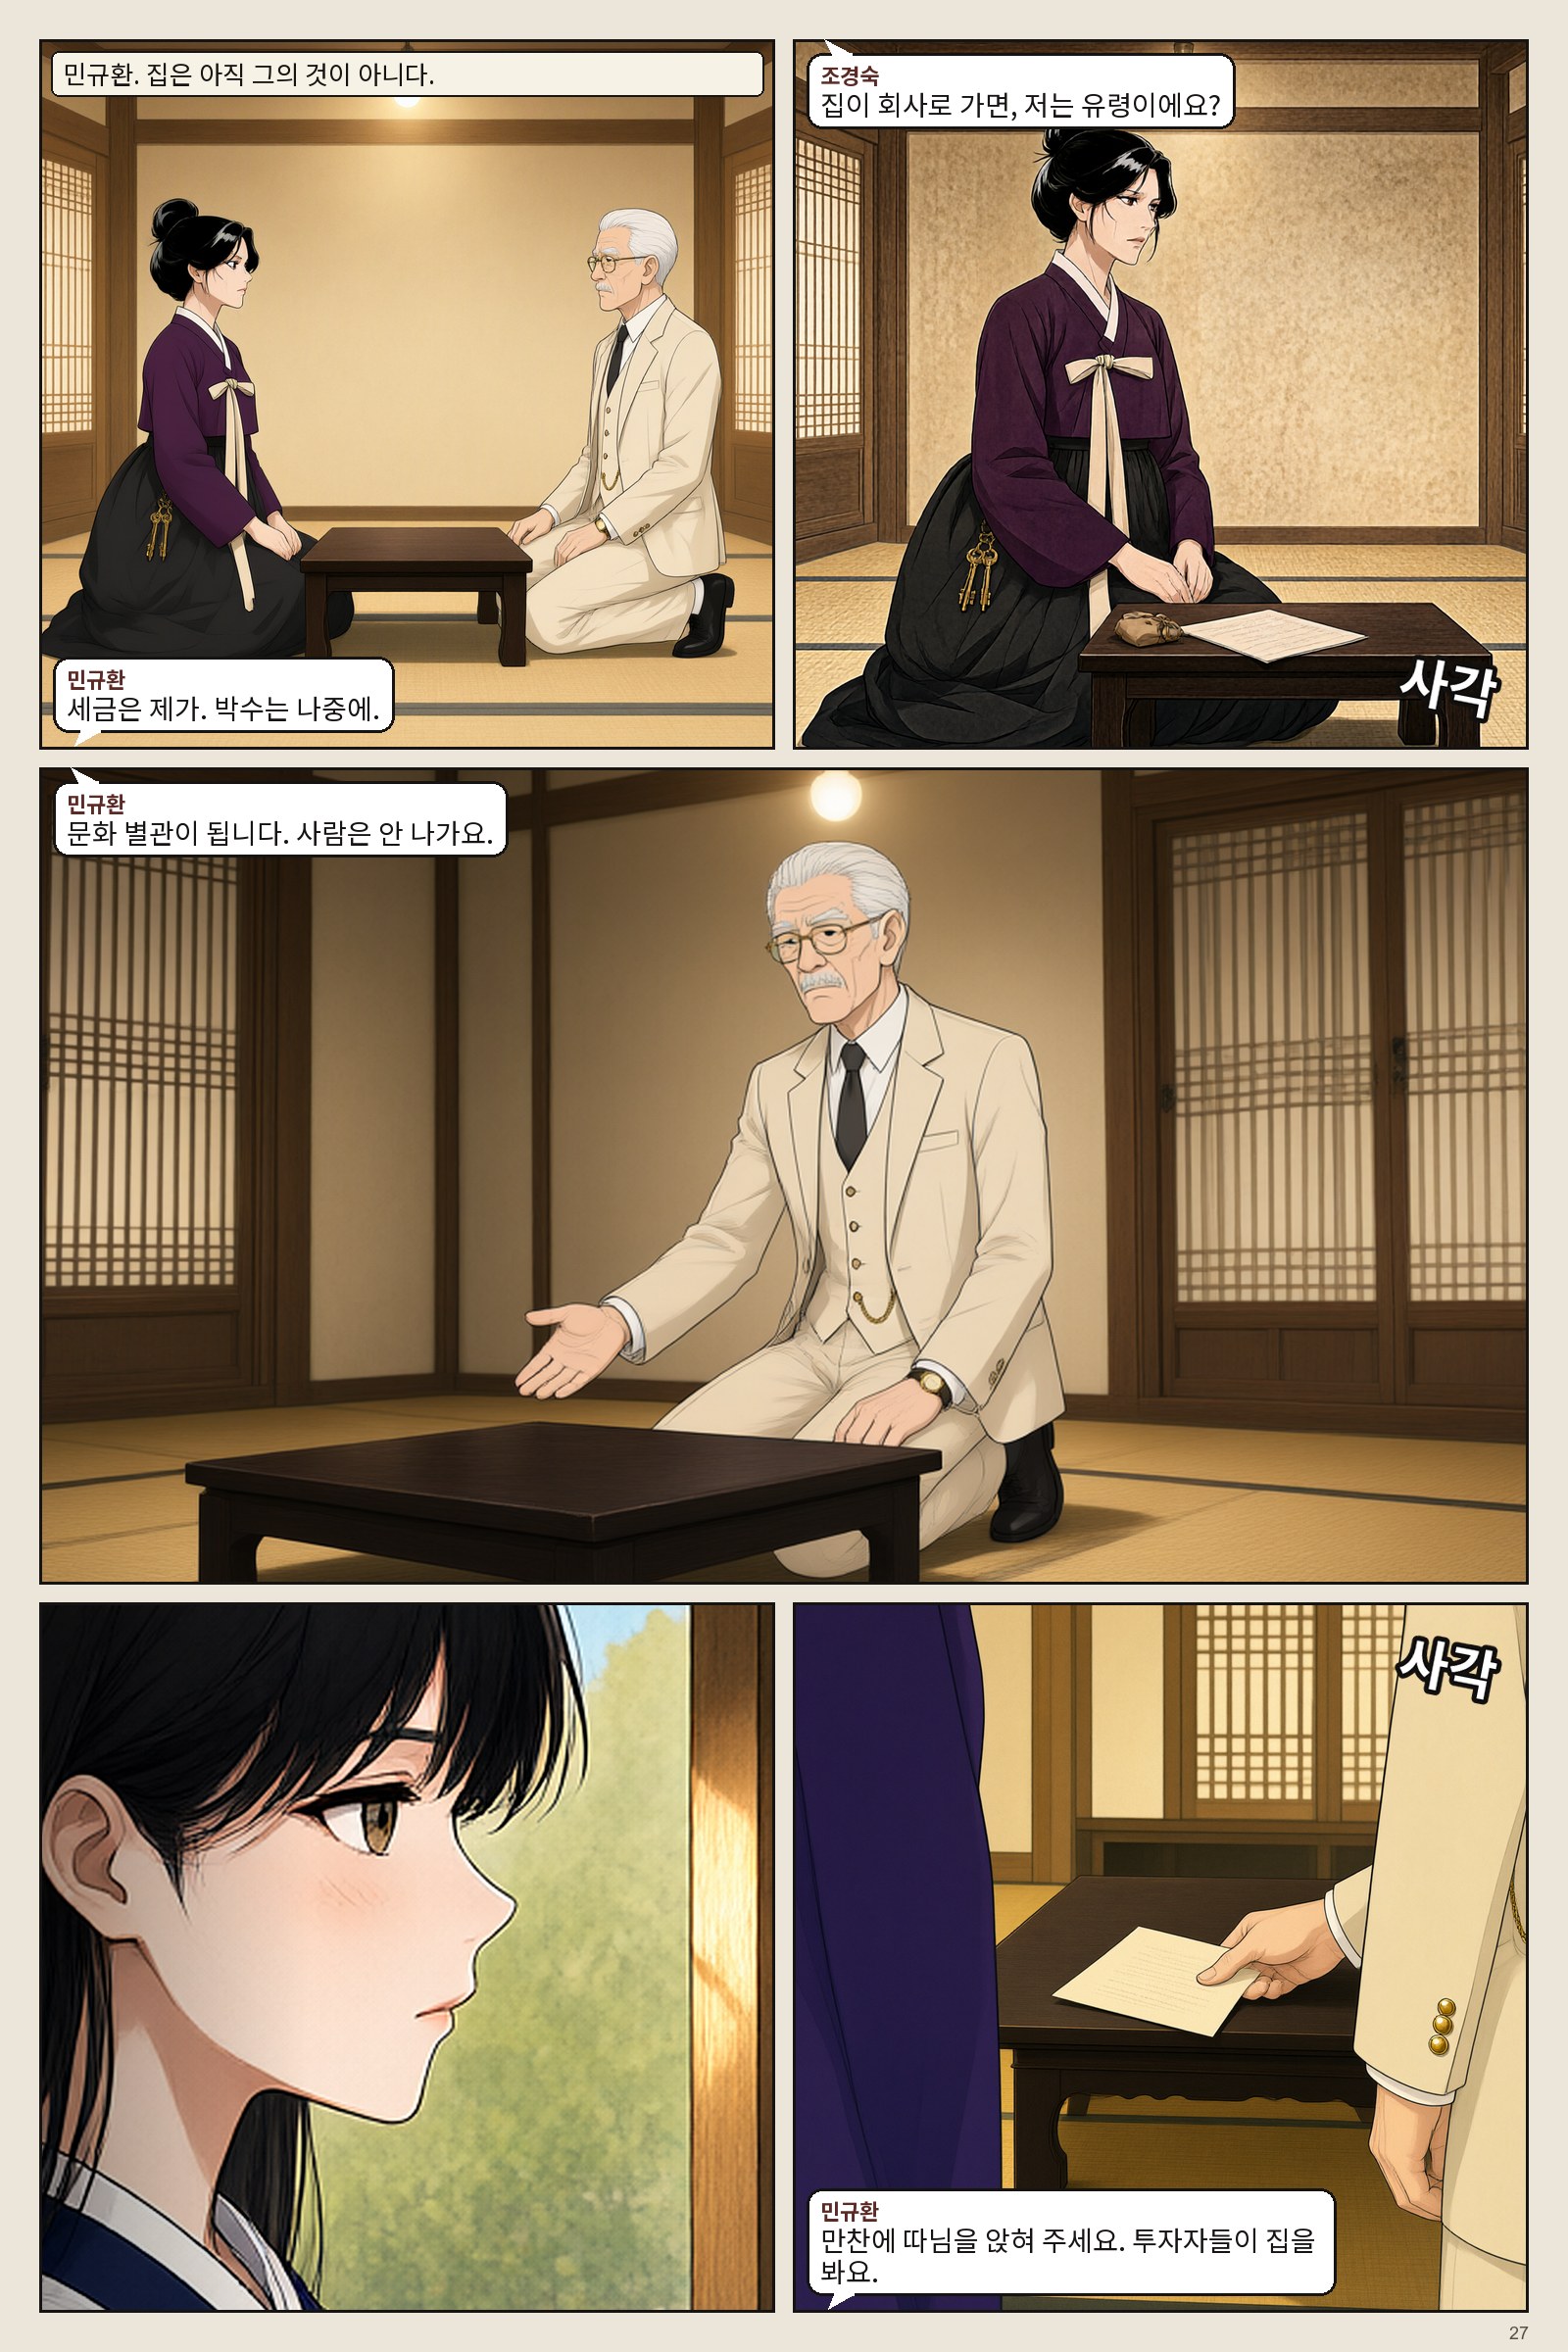 민규환. 집은 아직 그의 것이 아니다.
민규환
세금은 제가. 박수는 나중에.
조경숙
집이 회사로 가면, 저는 유령이에요?
사각
민규환
문화 별관이 됩니다. 사람은 안 나가요.
사각
민규환
만찬에 따님을 앉혀 주세요. 투자자들이 집을
봐요.
27